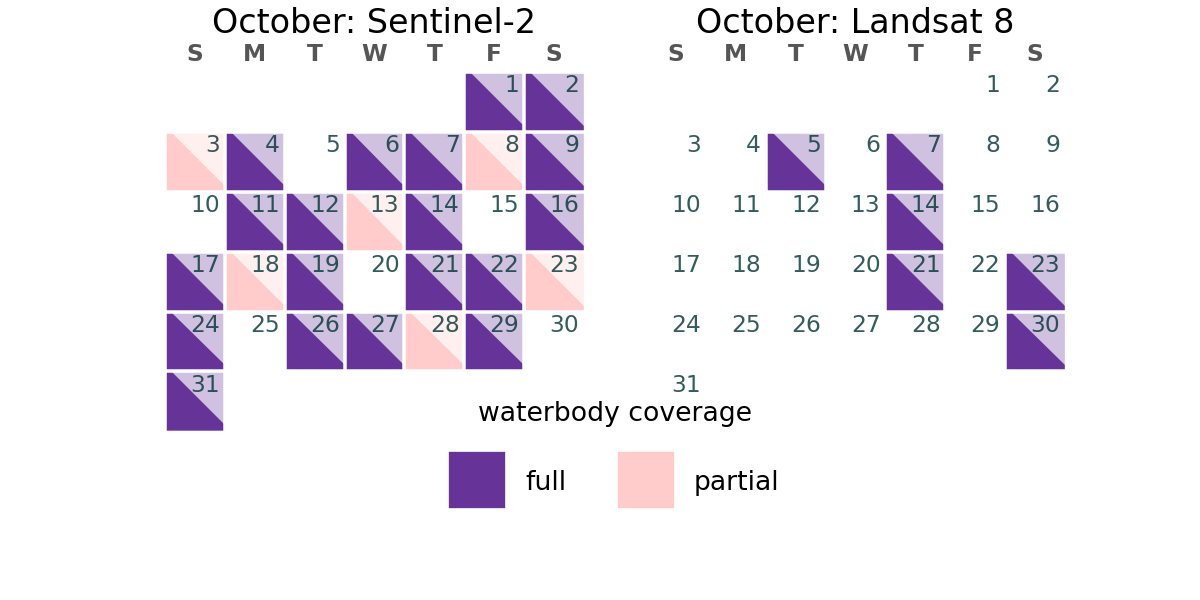 October: Sentinel-2
S M T W T F S
1 2
3 4 5 6 7 8 9
10 11 12 13 14 15 16
17 18 19 20 21 22 23
24 25 26 27 28 29 30
31
October: Landsat 8
S M T W T F S
1 2
3 4 5 6 7 8 9
10 11 12 13 14 15 16
17 18 19 20 21 22 23
24 25 26 27 28 29 30
31
waterbody coverage
full partial